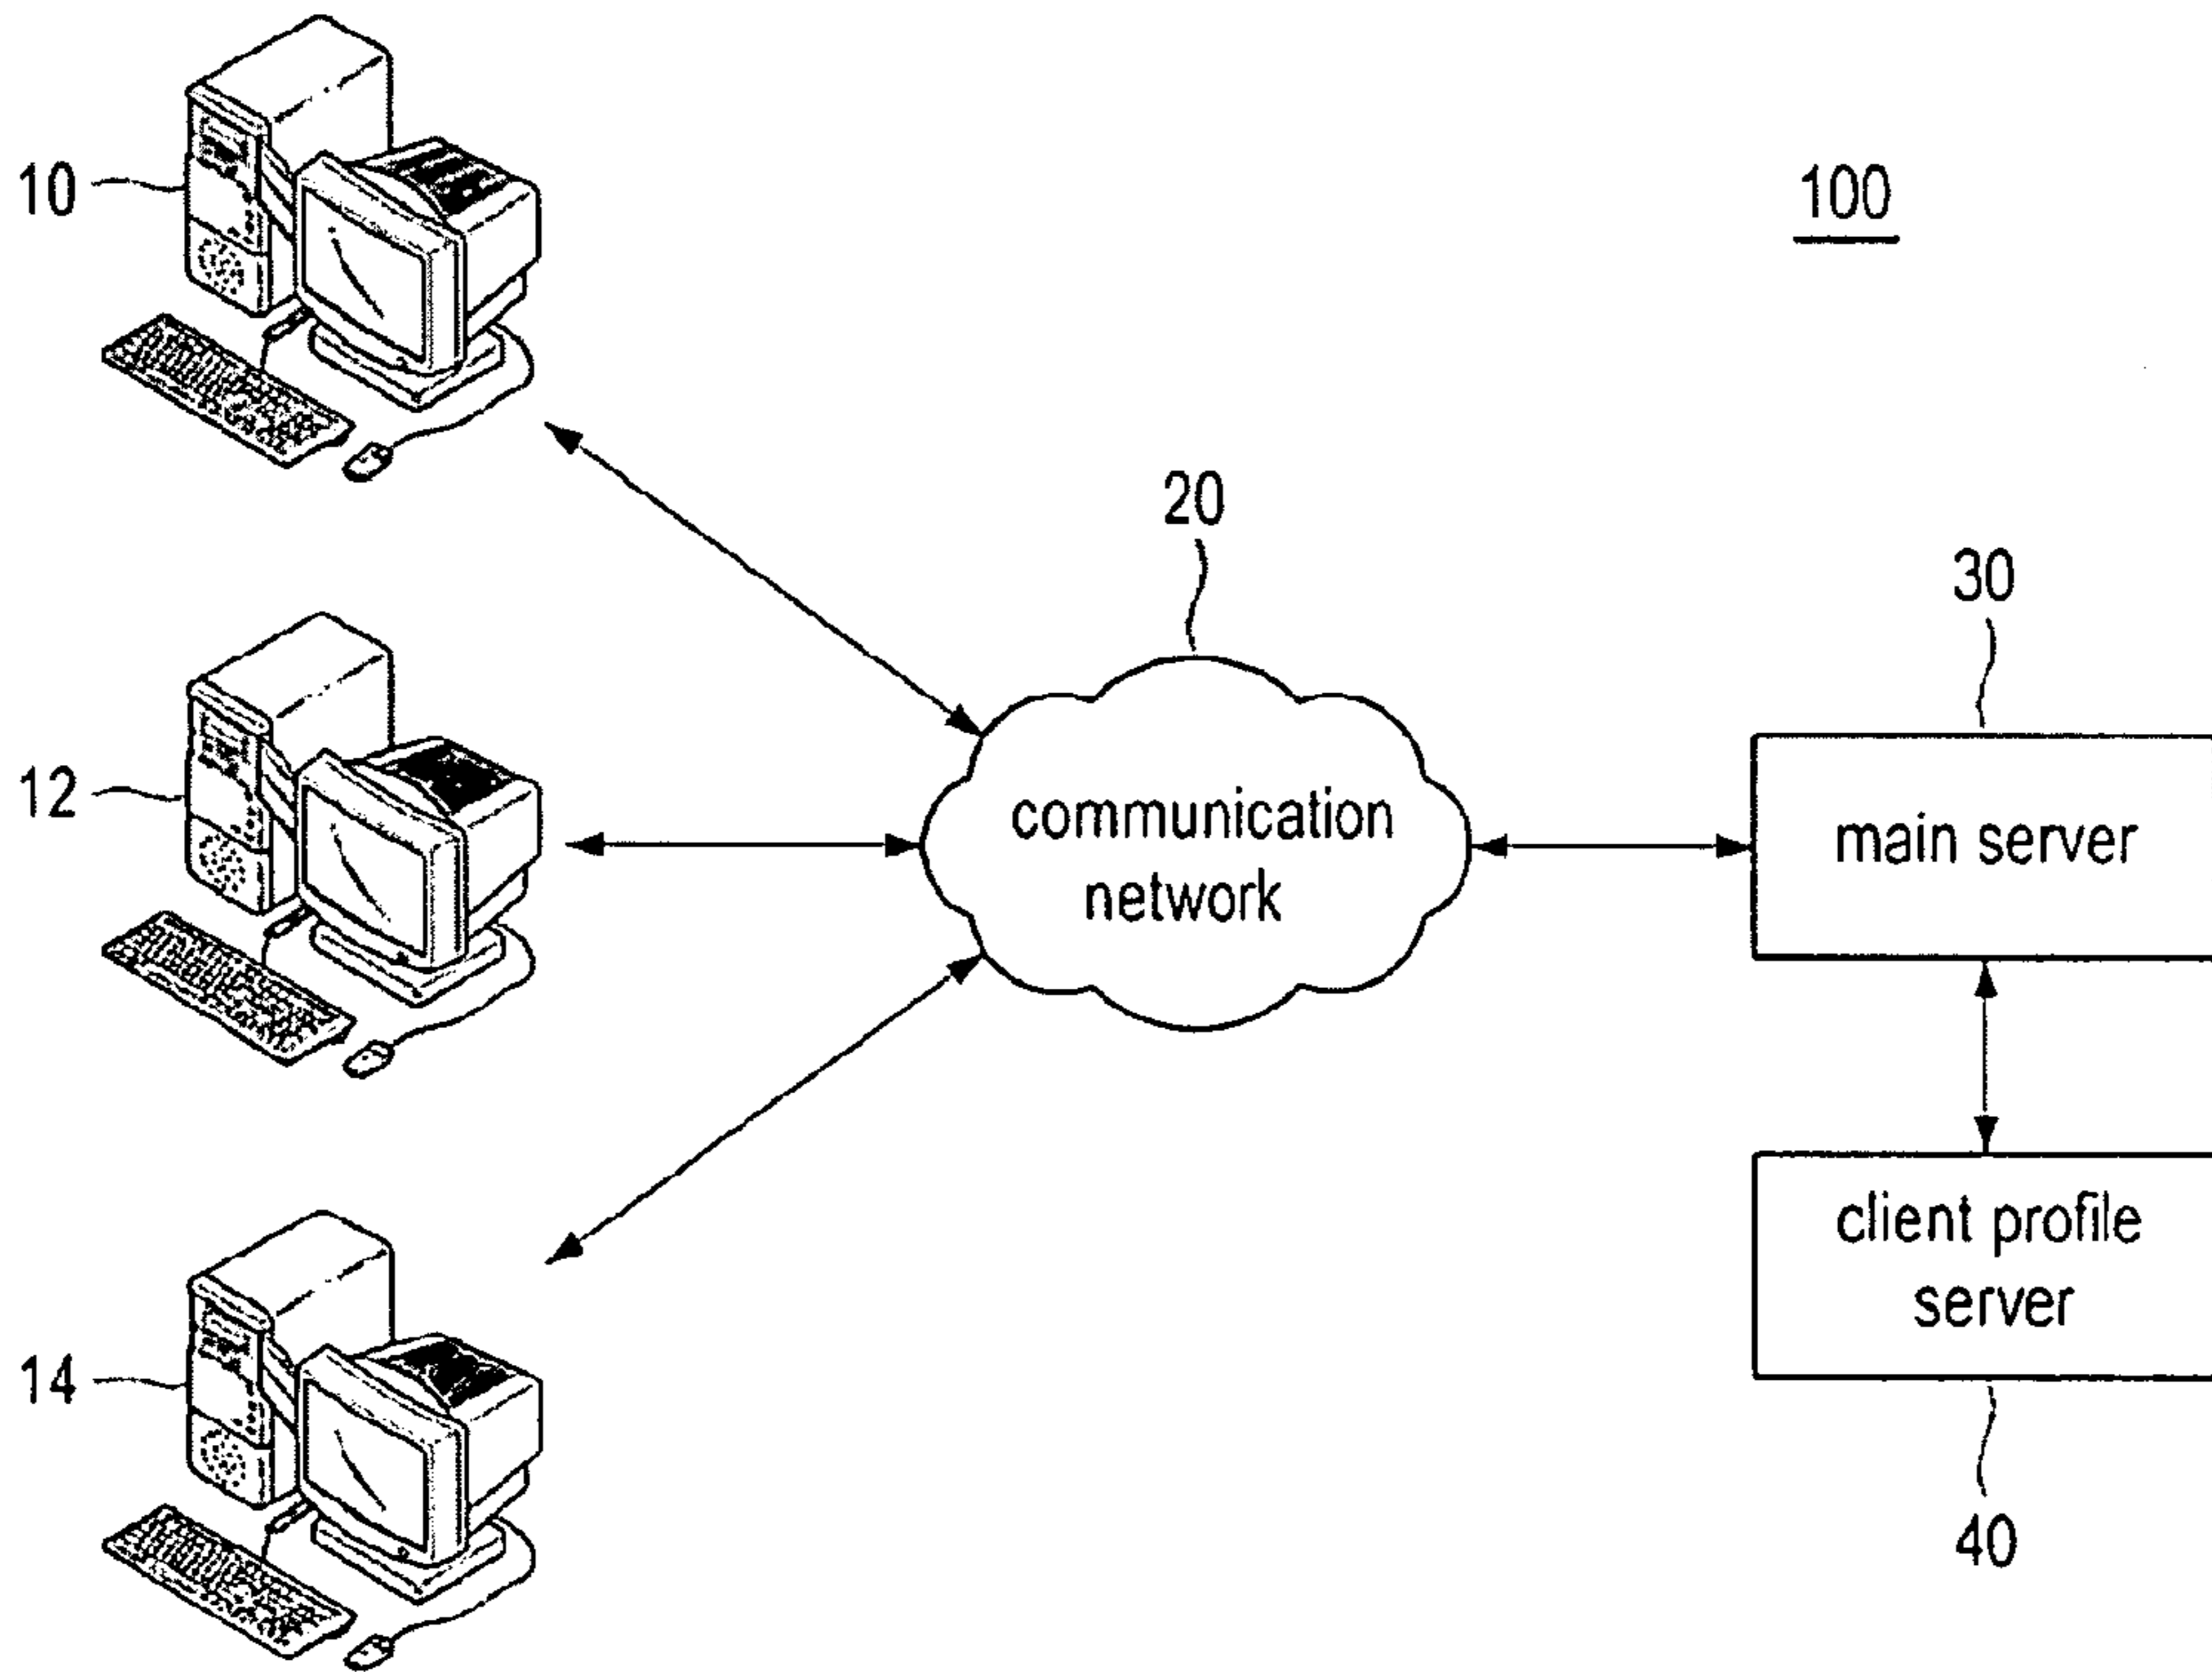 10
100
20
30
12
communication
network
main server
client profile
server
14
40